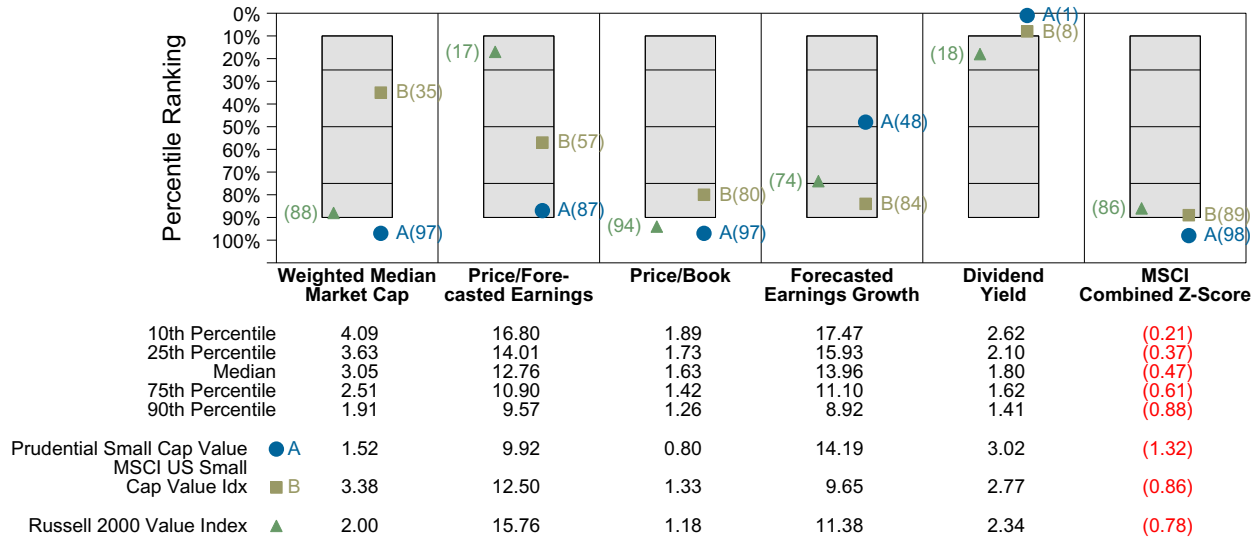 Percentile Ranking
0%
10%
20%
30%
40%
50%
60%
70%
80%
90%
100%
(88)
B(35)
A(97)
(17)
B(57)
A(87)
(94)
B(80)
A(97)
(74)
A(48)
B(84)
(18)
A(1)
B(8)
(86)
B(89)
A(98)
Weighted Median
Market Cap
Price/Fore-
casted Earnings
Price/Book
Forecasted
Earnings Growth
Dividend
Yield
MSCI
Combined Z-Score
10th Percentile 4.09 16.80 1.89 17.47 2.62 (0.21)
25th Percentile 3.63 14.01 1.73 15.93 2.10 (0.37)
Median 3.05 12.76 1.63 13.96 1.80 (0.47)
75th Percentile 2.51 10.90 1.42 11.10 1.62 (0.61)
90th Percentile 1.91 9.57 1.26 8.92 1.41 (0.88)
Prudential Small Cap Value A 1.52 9.92 0.80 14.19 3.02 (1.32)
MSCI US Small
Cap Value Idx B 3.38 12.50 1.33 9.65 2.77 (0.86)
Russell 2000 Value Index 2.00 15.76 1.18 11.38 2.34 (0.78)